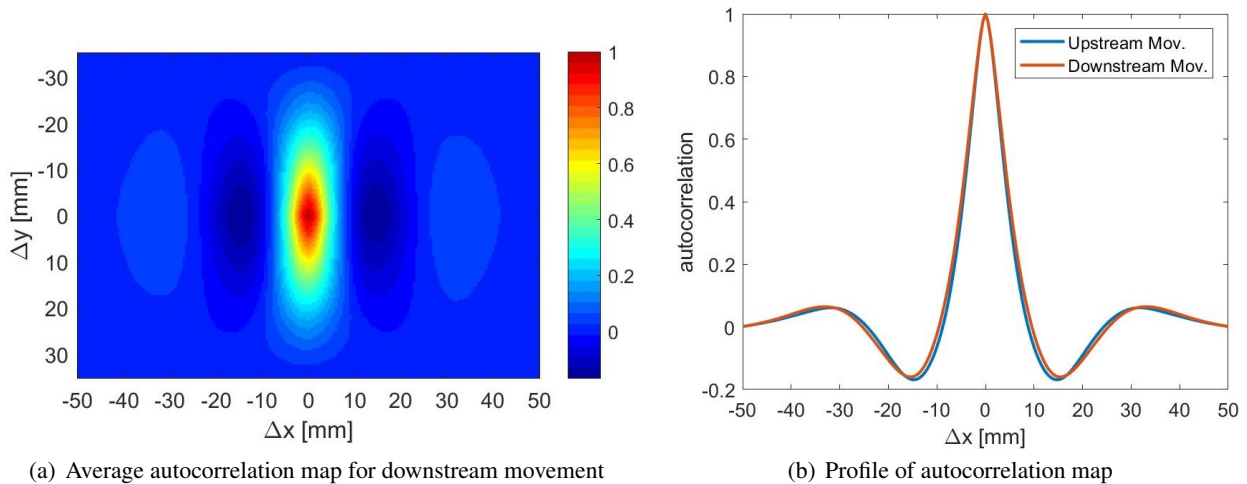 -30
-20
-10
0
10
20
30
Δy [mm]
-50 -40 -30 -20 -10 0 10 20 30 40 50
Δx [mm]
1
0.8
0.6
0.4
0.2
0
(a) Average autocorrelation map for downstream movement
1
0.8
0.6
0.4
0.2
0
-0.2
autocorrelation
Upstream Mov.
Downstream Mov.
-50 -40 -30 -20 -10 0 10 20 30 40 50
Δx [mm]
(b) Profile of autocorrelation map